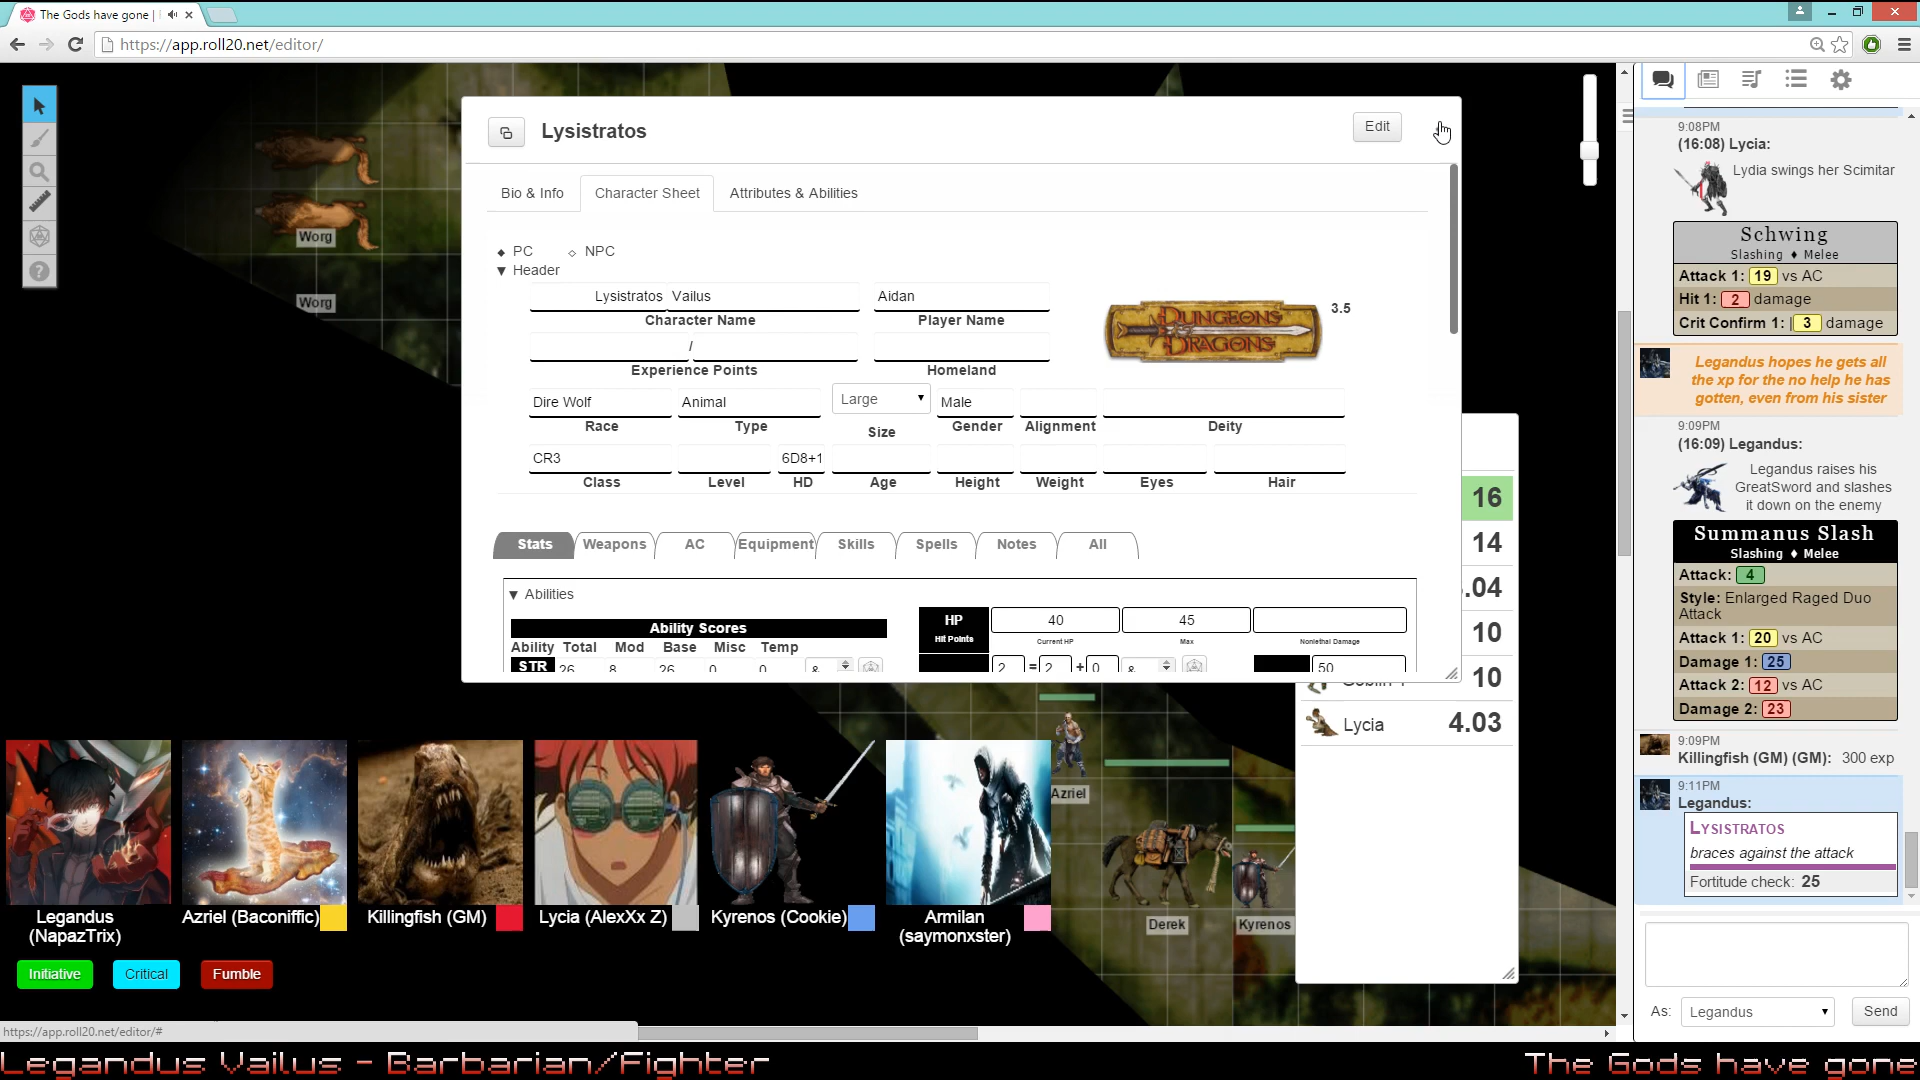 The Gods have gone |
https://app.roll20.net/editor/
Worg
Worg
Lysistratos
Edit
Bio & Info
Character Sheet
Attributes & Abilities
PC
NPC
Header
Lysistratos Vailus
Aidan
Character Name
Player Name
DUNGEONS
DRAGONS
3.5
/
Experience Points
Homeland
Dire Wolf
Animal
Large
Male
Race
Type
Size
Gender
Alignment
Deity
CR3
6D8+1
Class
Level
HD
Age
Height
Weight
Eyes
Hair
Stats
Weapons
AC
Equipment
Skills
Spells
Notes
All
Abilities
Ability Scores
Ability Total Mod Base Misc Temp
STR 26 8 26 0 0 &
HP
Hit Points
40
45
Current HP
Max
Nonlethal Damage
2 = 2 + 0 &
50
16
14
.04
10
10
Lycia 4.03
Azriel
Derek
Kyrenos
Legandus
(NapazTrix)
Azriel (Baconiffic)
Killingfish (GM)
Lycia (AlexXx Z)
Kyrenos (Cookie)
Armilan
(saymonxster)
Initiative
Critical
Fumble
https://app.roll20.net/editor/#
Legandus Vailus - Barbarian/Fighter
The Gods have gone
9:08PM
(16:08) Lycia:
Lydia swings her Scimitar
Schwing
Slashing ♦ Melee
Attack 1: 19 vs AC
Hit 1: 2 damage
Crit Confirm 1: | 3 damage
Legandus hopes he gets all
the xp for the no help he has
gotten, even from his sister
9:09PM
(16:09) Legandus:
Legandus raises his
GreatSword and slashes
it down on the enemy
Summanus Slash
Slashing ♦ Melee
Attack: 4
Style: Enlarged Raged Duo
Attack
Attack 1: 20 vs AC
Damage 1: 25
Attack 2: 12 vs AC
Damage 2: 23
9:09PM
Killingfish (GM) (GM): 300 exp
9:11PM
Legandus:
LYSISTRATOS
braces against the attack
Fortitude check: 25
As:
Legandus
Send